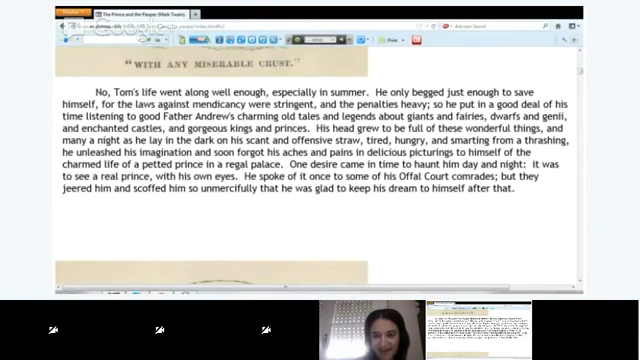 The Prince and the Pauper (Mark Twain)
Google
Print
"WITH ANY MISERABLE CRUST."
No, Tom's life went along well enough, especially in summer. He only begged just enough to save
himself, for the laws against mendicancy were stringent, and the penalties heavy; so he put in a good deal of his
time listening to good Father Andrew's charming old tales and legends about giants and fairies, dwarfs and genii,
and enchanted castles, and gorgeous kings and princes. His head grew to be full of these wonderful things, and
many a night as he lay in the dark on his scant and offensive straw, tired, hungry, and smarting from a thrashing,
he unleashed his imagination and soon forgot his aches and pains in delicious picturings to himself of the
charmed life of a petted prince in a regal palace. One desire came in time to haunt him day and night: it was
to see a real prince, with his own eyes. He spoke of it once to some of his Offal Court comrades; but they
jeered him and scoffed him so unmercifully that he was glad to keep his dream to himself after that.